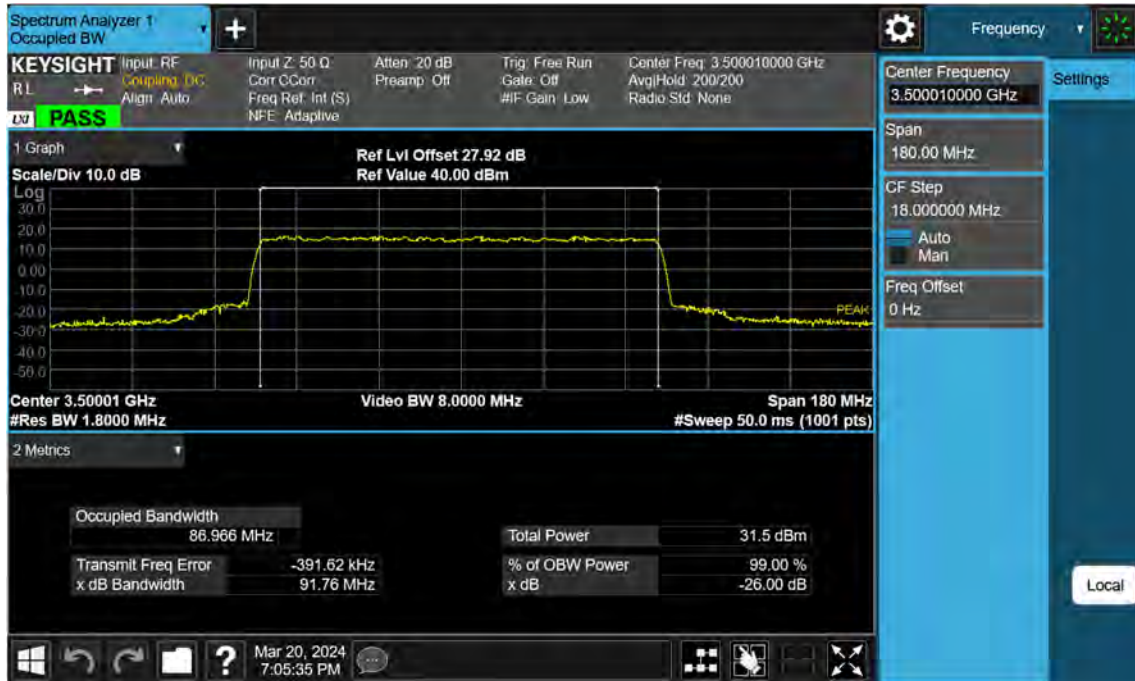 Spectrum Analyzer 1
Occupied BW
+
Frequency
KEYSIGHT Input: RF Input Z: 50 Ω Atten: 20 dB Trig: Free Run Center Freq: 3.500010000 GHz
RL Coupling: DC Corr CCorr Preamp: Off Gate: Off Avg|Hold: 200/200
Align: Auto Freq Ref: Int (S) #IF Gain: Low Radio Std: None
LXI PASS NFE: Adaptive
1 Graph
Ref Lvl Offset 27.92 dB
Scale/Div 10.0 dB Ref Value 40.00 dBm
Log
30.0
20.0
10.0
0.00
-10.0
-20.0
-30.0
-40.0
-50.0
PEAK
Center 3.50001 GHz Video BW 8.0000 MHz Span 180 MHz
#Res BW 1.8000 MHz #Sweep 50.0 ms (1001 pts)
2 Metrics
Occupied Bandwidth
86.966 MHz Total Power 31.5 dBm
Transmit Freq Error -391.62 kHz % of OBW Power 99.00 %
x dB Bandwidth 91.76 MHz x dB -26.00 dB
Center Frequency
3.500010000 GHz
Settings
Span
180.00 MHz
CF Step
18.000000 MHz
Auto
Man
Freq Offset
0 Hz
Local
?
Mar 20, 2024
7:05:35 PM